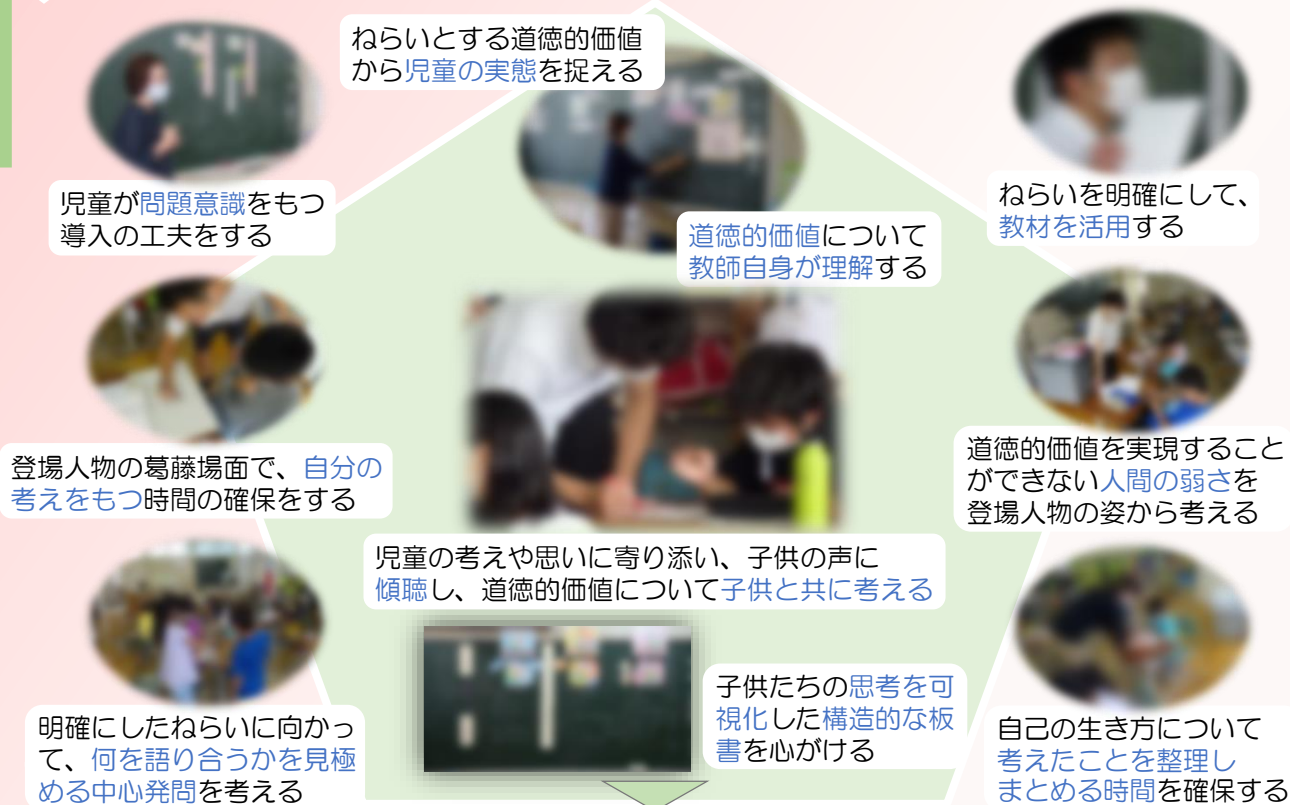 ねらいとする道徳的価値
から児童の実態を捉える
児童が問題意識をもつ
導入の工夫をする
道徳的価値について
教師自身が理解する
ねらいを明確にして、
教材を活用する
登場人物の葛藤場面で、自分の
考えをもつ時間の確保をする
道徳的価値を実現すること
ができない人間の弱さを
登場人物の姿から考える
児童の考えや思いに寄り添い、子供の声に
傾聴し、道徳的価値について子供と共に考える
明確にしたねらいに向かっ
て、何を語り合うかを見極
める中心発問を考える
子供たちの思考を可
視化した構造的な板
書を心がける
自己の生き方について
考えたことを整理し
まとめる時間を確保する